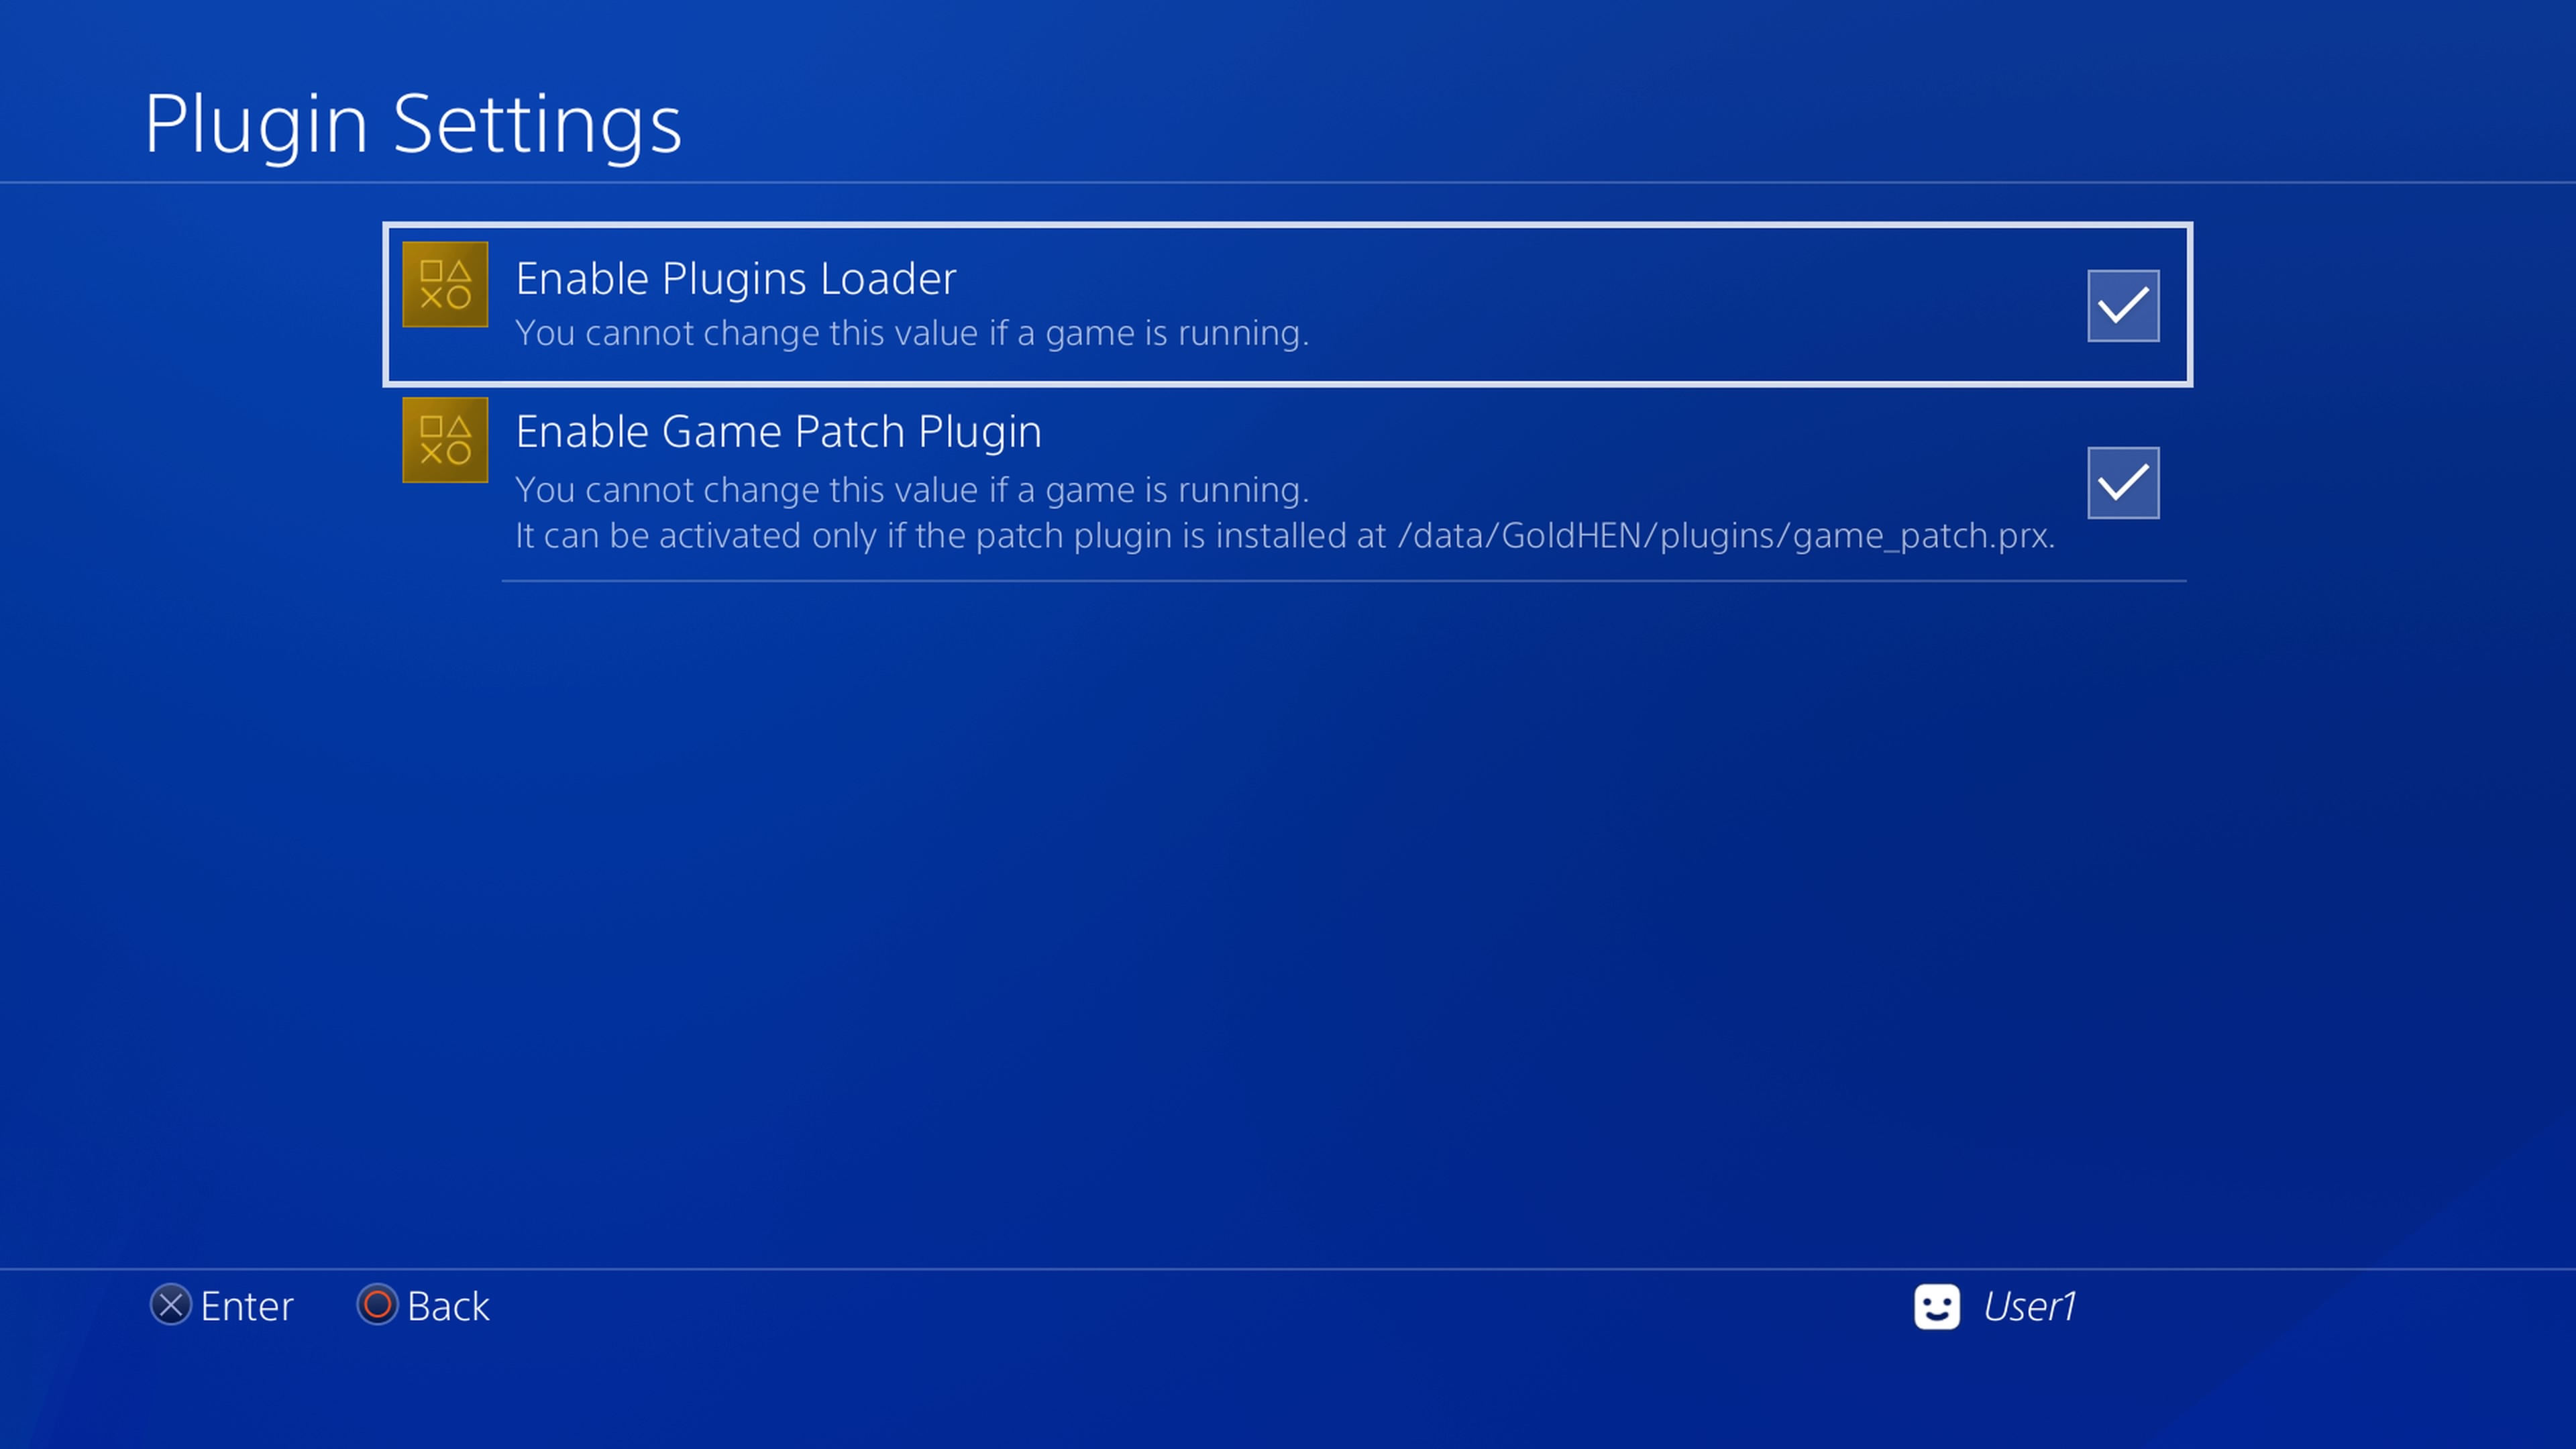 Plugin Settings
Enable Plugins Loader
You cannot change this value if a game is running.
Enable Game Patch Plugin
You cannot change this value if a game is running.
It can be activated only if the patch plugin is installed at /data/GoldHEN/plugins/game_patch.prx.
Enter Back User1